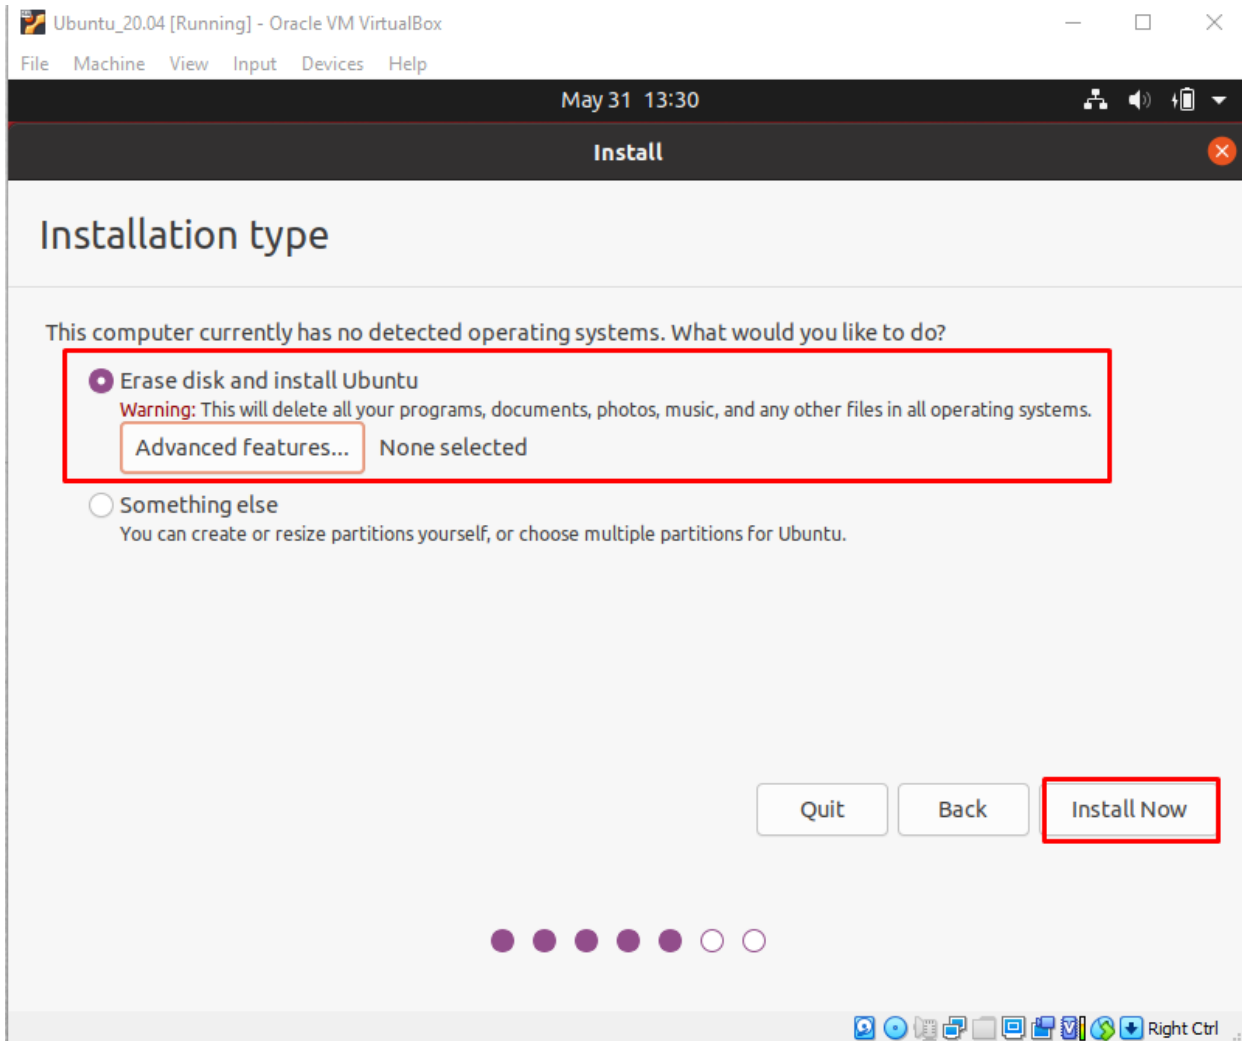 Ubuntu_20.04 [Running] - Oracle VM VirtualBox
File Machine View Input Devices Help
May 31 13:30
Install
Installation type
This computer currently has no detected operating systems. What would you like to do?
Erase disk and install Ubuntu
Warning: This will delete all your programs, documents, photos, music, and any other files in all operating systems.
Advanced features... None selected
Something else
You can create or resize partitions yourself, or choose multiple partitions for Ubuntu.
Quit Back Install Now
Right Ctrl